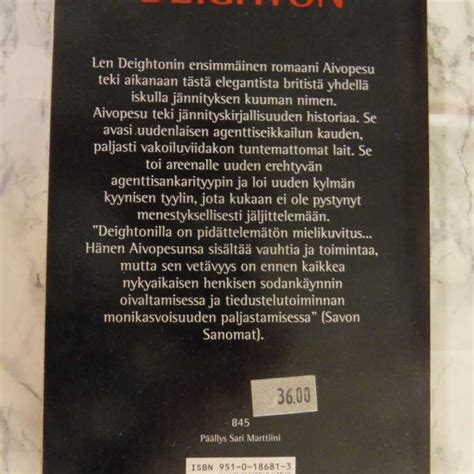 DEIGHTON
Len Deightonin ensimmäinen romaani Aivopesu
teki aikanaan tästä elegantista britistä yhdellä
iskulla jännityksen kuuman nimen.
Aivopesu teki jännityskirjallisuuden historiaa. Se
avasi uudenlaisen agenttiseikkailun kauden,
paljasti vakoiluviidakon tuntemattomat lait. Se
toi areenalle uuden erehtyvän
agenttisankarityypin ja loi uuden kylmän
kyynisen tyylin, jota kukaan ei ole pystynyt
menestyksellisesti jäljittelemään.
"Deightonilla on pidättelemätön mielikuvitus...
Hänen Aivopesunsa sisältää vauhtia ja toimintaa,
mutta sen vetävyys on ennen kaikkea
nykyaikaisen henkisen sodankäynnin
oivaltamisessa ja tiedustelutoiminnan
monikasvoisuuden paljastamisessa" (Savon
Sanomat).
36.00
845
Päällys Sari Marttiini
ISBN 951-0-18681-3